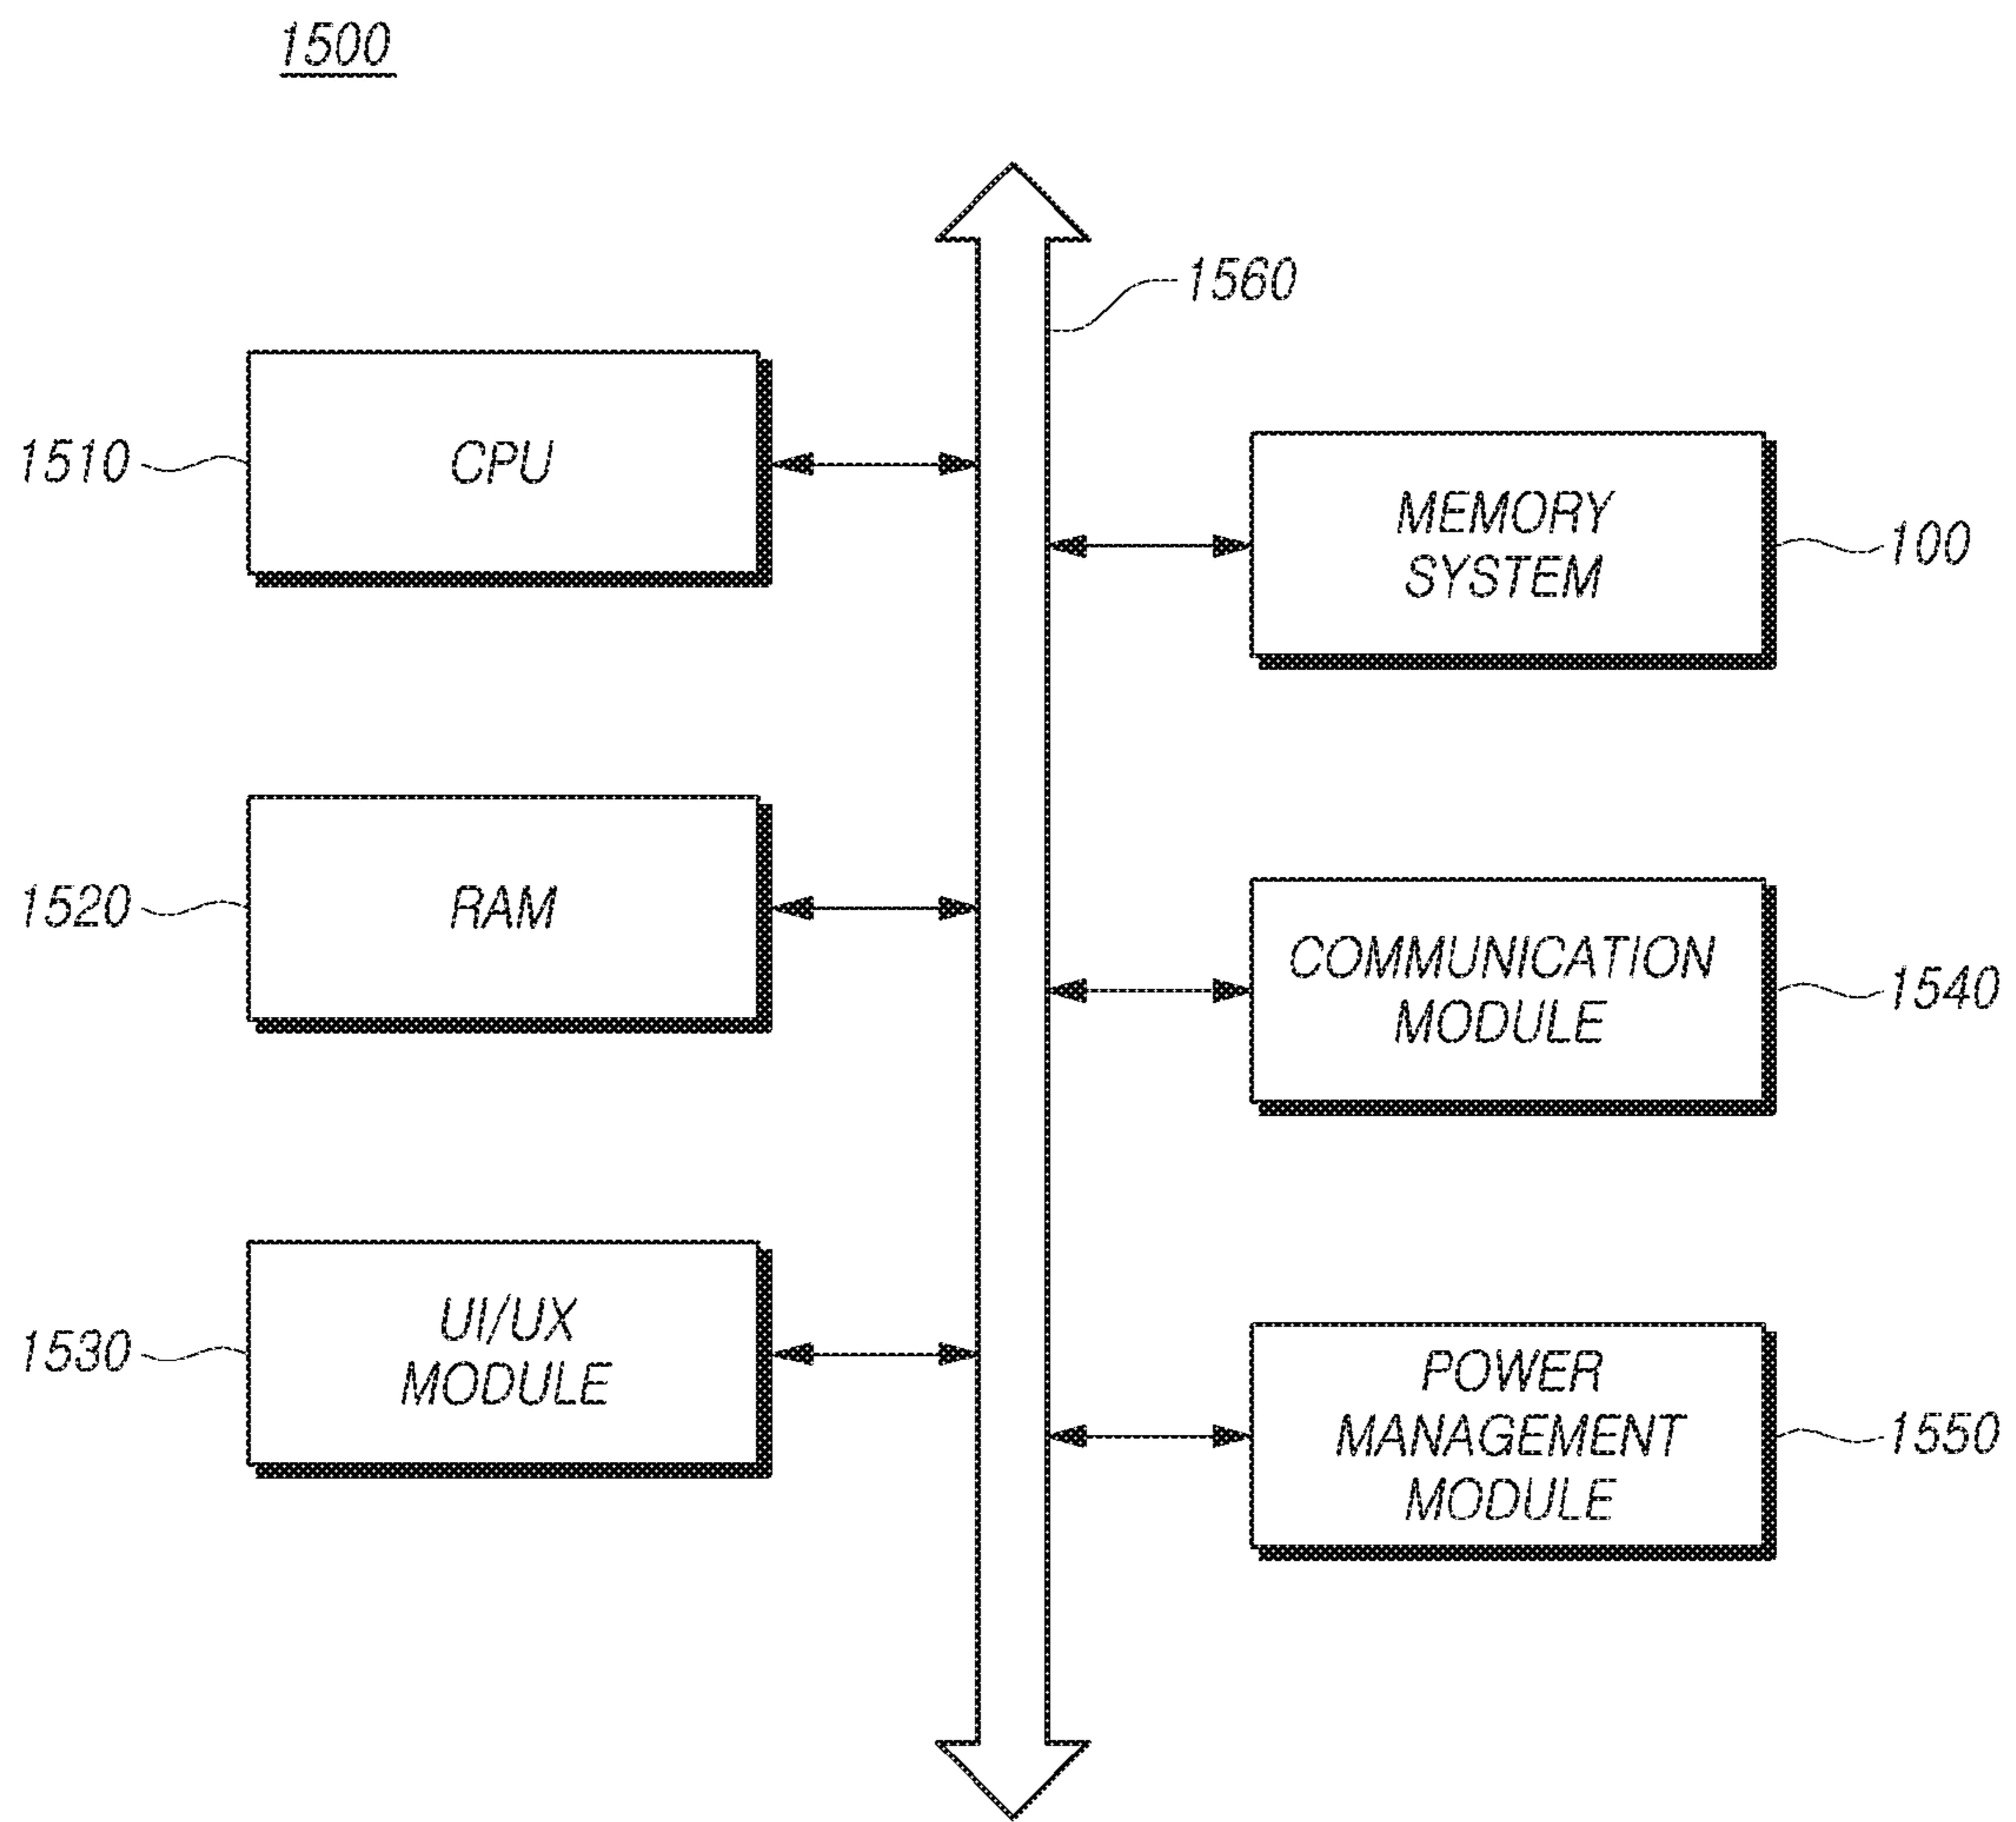 1500
1560
1510
CPU
MEMORY
SYSTEM
100
1520
RAM
COMMUNICATION
MODULE
1540
1530
UI/UX
MODULE
POWER
MANAGEMENT
MODULE
1550